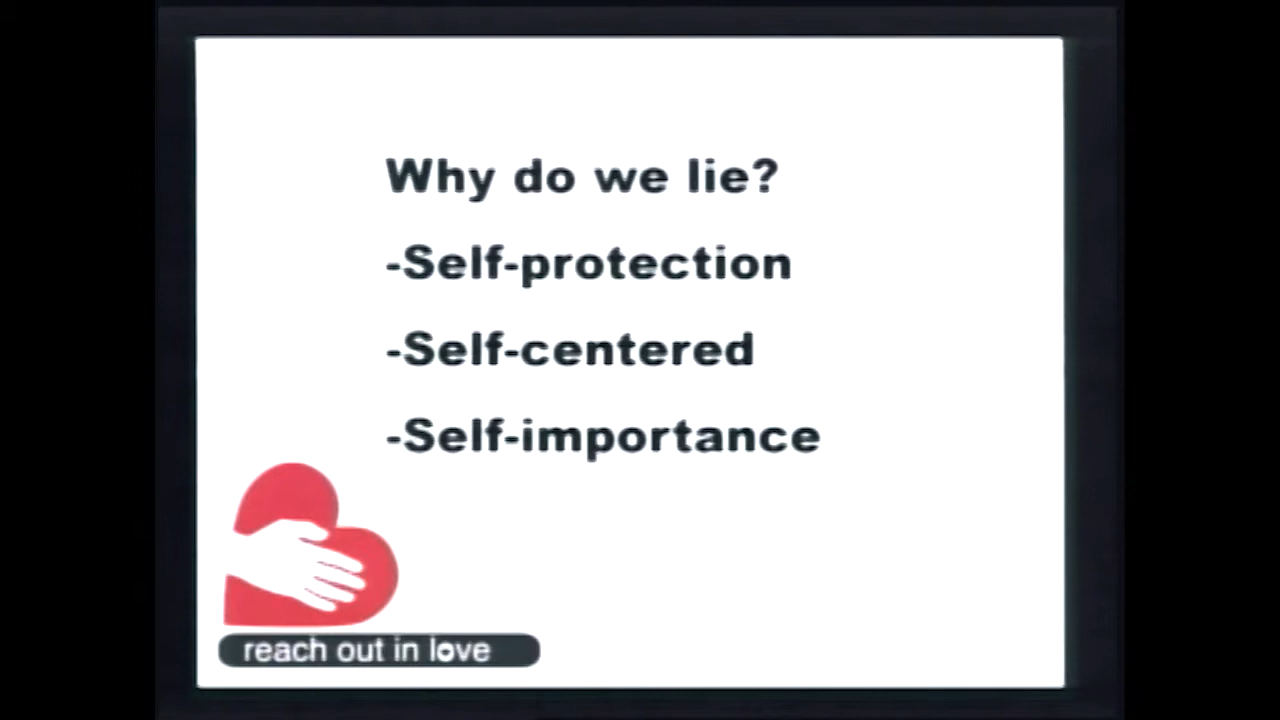 Why do we lie?
-Self-protection
-Self-centered
-Self-importance
reach out in love